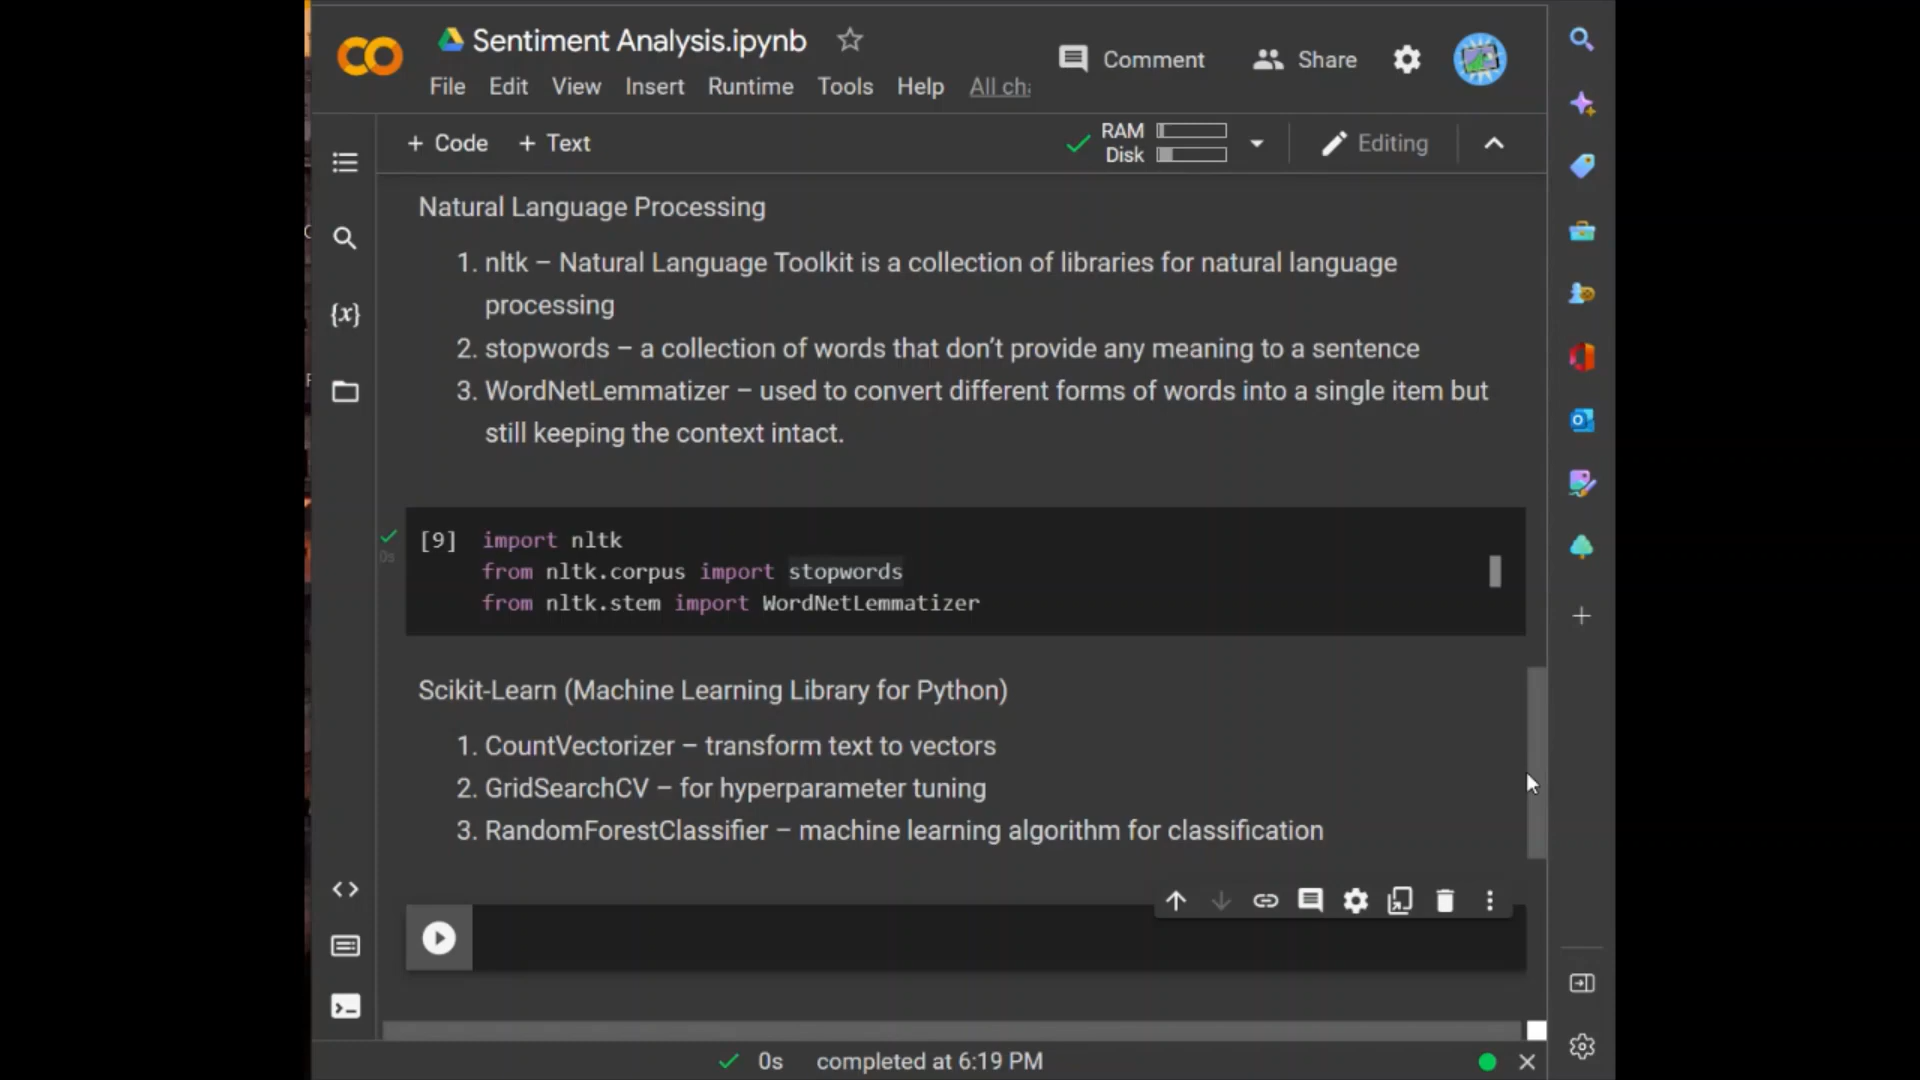 Sentiment Analysis.ipynb
File Edit View Insert Runtime Tools Help All
Comment
Share
+ Code + Text
RAM
Disk
Editing
Natural Language Processing
1. nltk – Natural Language Toolkit is a collection of libraries for natural language
processing
2. stopwords – a collection of words that don’t provide any meaning to a sentence
3. WordNetLemmatizer – used to convert different forms of words into a single item but
still keeping the context intact.
0s
[9] import nltk
from nltk.corpus import stopwords
from nltk.stem import WordNetLemmatizer
Scikit-Learn (Machine Learning Library for Python)
1. CountVectorizer – transform text to vectors
2. GridSearchCV – for hyperparameter tuning
3. RandomForestClassifier – machine learning algorithm for classification
0s completed at 6:19 PM